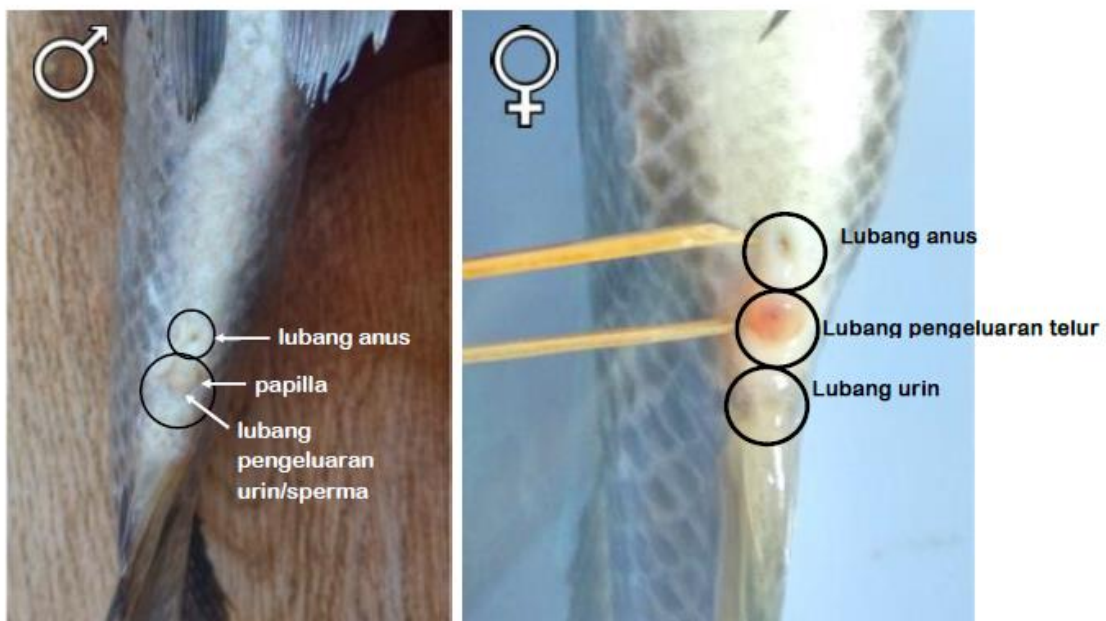 lubang anus
papilla
lubang
pengeluaran
urin/sperma
Lubang anus
Lubang pengeluaran telur
Lubang urin